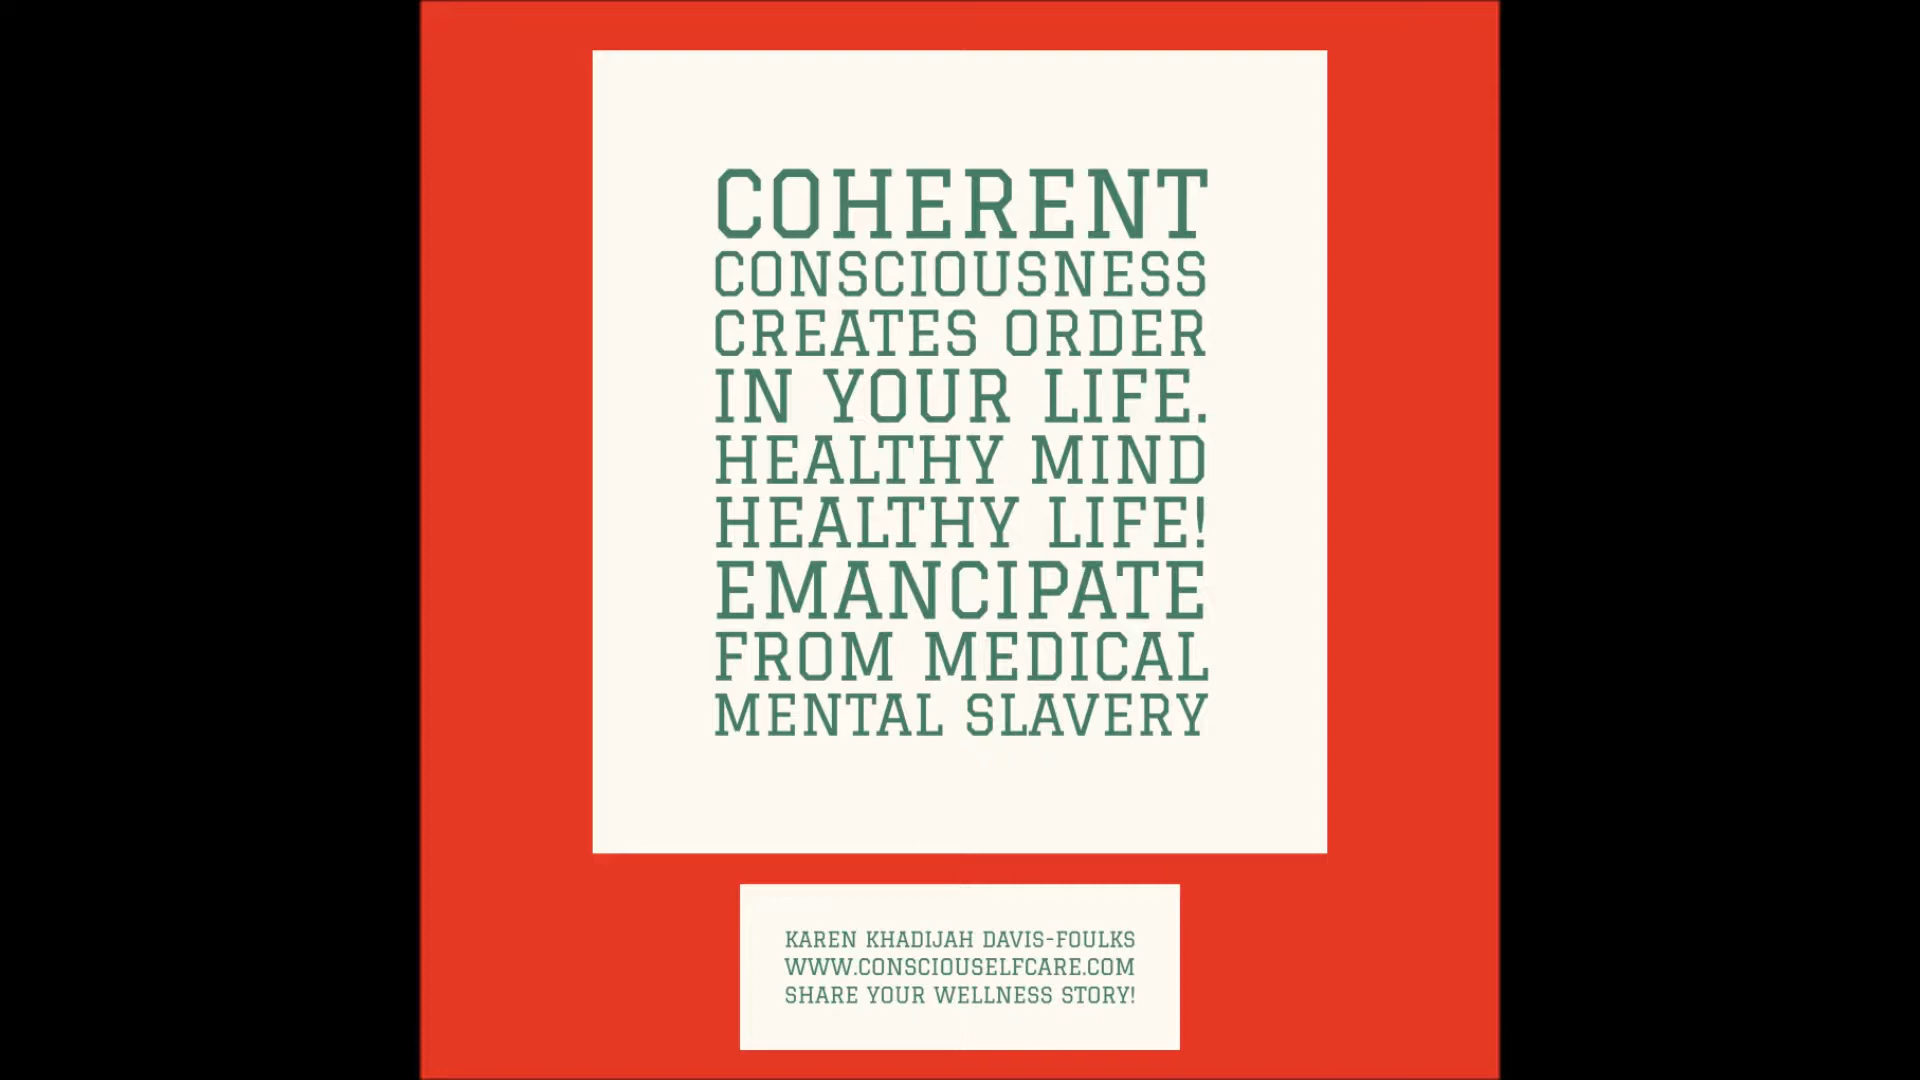 COHERENT
CONSCIOUSNESS
CREATES ORDER
IN YOUR LIFE.
HEALTHY MIND
HEALTHY LIFE!
EMANCIPATE
FROM MEDICAL
MENTAL SLAVERY
KAREN KHADIJAH DAVIS-FOULKS
WWW.CONSCIOUSELFCARE.COM
SHARE YOUR WELLNESS STORY!